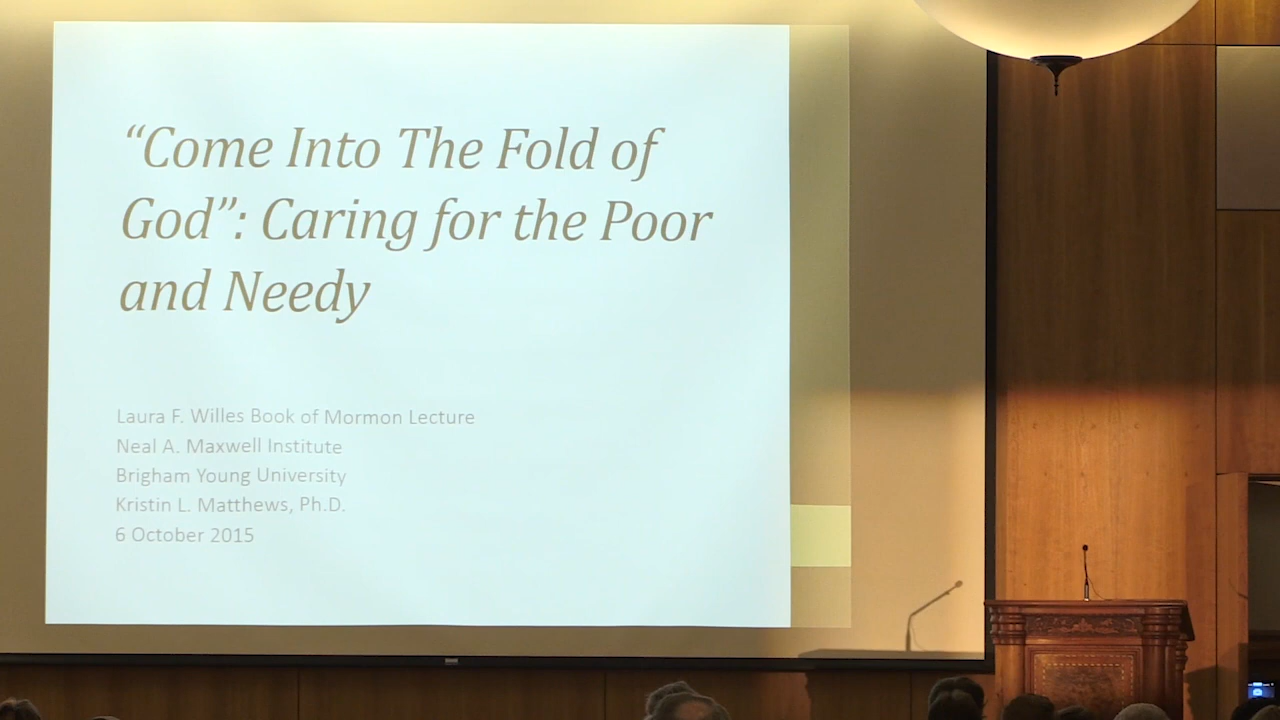 “Come Into The Fold of
God”: Caring for the Poor
and Needy
Laura F. Willes Book of Mormon Lecture
Neal A. Maxwell Institute
Brigham Young University
Kristin L. Matthews, Ph.D.
6 October 2015